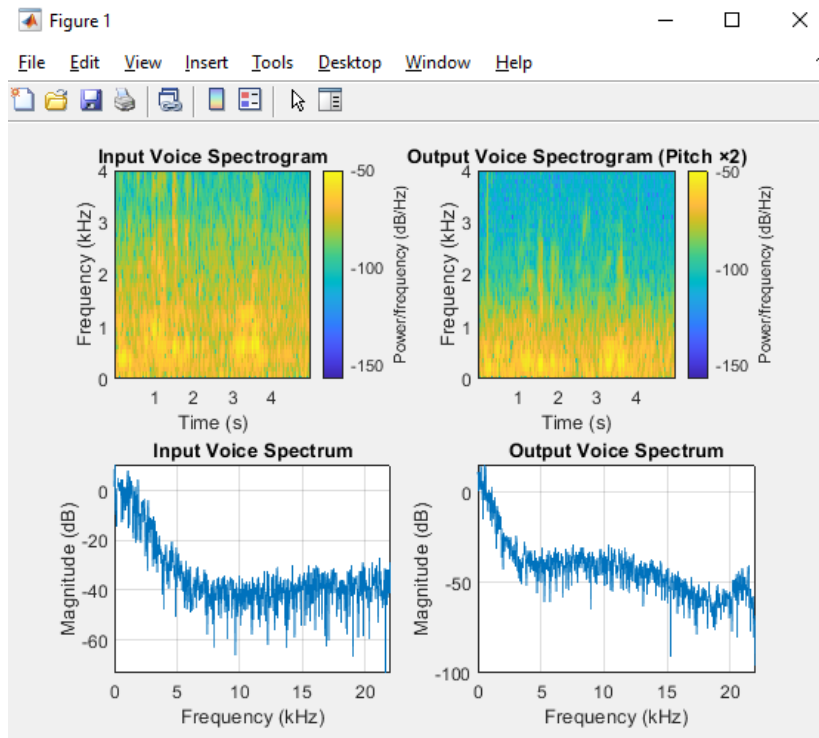 Figure 1
File Edit View Insert Tools Desktop Window Help
Input Voice Spectrogram
4
3
2
1
0
Frequency (kHz)
1 2 3 4
Time (s)
-50
-100
-150
Power/frequency (dB/Hz)
Output Voice Spectrogram (Pitch ×2)
4
3
2
1
0
Frequency (kHz)
1 2 3 4
Time (s)
-50
-100
-150
Power/frequency (dB/Hz)
Input Voice Spectrum
0
-20
-40
-60
Magnitude (dB)
0 5 10 15 20
Frequency (kHz)
Output Voice Spectrum
0
-50
-100
Magnitude (dB)
0 5 10 15 20
Frequency (kHz)